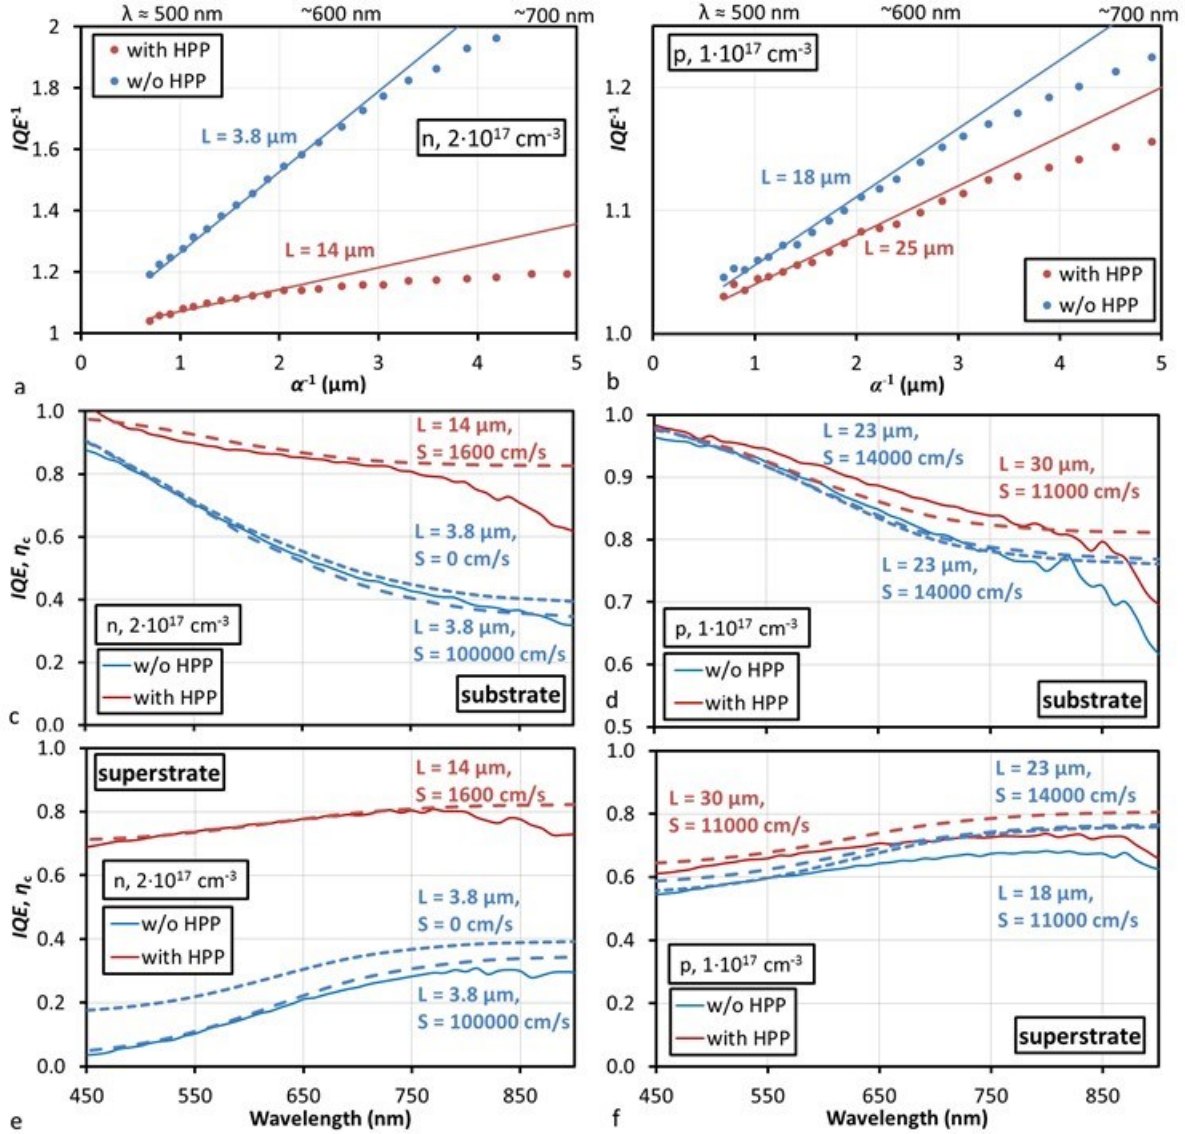 λ ≈ 500 nm ~600 nm ~700 nm
2
1.8
1.6
1.4
1.2
1
IQE⁻¹
with HPP
w/o HPP
L = 3.8 µm
n, 2·10¹⁷ cm⁻³
L = 14 µm
0 1 2 3 4 5
a
α⁻¹ (µm)
λ ≈ 500 nm ~600 nm ~700 nm
p, 1·10¹⁷ cm⁻³
1.2
1.1
1.0
IQE⁻¹
L = 18 µm
L = 25 µm
with HPP
w/o HPP
0 1 2 3 4 5
b
α⁻¹ (µm)
1.0
0.8
0.6
0.4
0.2
0.0
IQE, ηc
L = 14 µm,
S = 1600 cm/s
L = 3.8 µm,
S = 0 cm/s
L = 3.8 µm,
S = 100000 cm/s
n, 2·10¹⁷ cm⁻³
w/o HPP
with HPP
substrate
c
1.0
0.9
0.8
0.7
0.6
0.5
L = 23 µm,
S = 14000 cm/s
L = 30 µm,
S = 11000 cm/s
L = 23 µm,
S = 14000 cm/s
p, 1·10¹⁷ cm⁻³
w/o HPP
with HPP
substrate
d
1.0
0.8
0.6
0.4
0.2
0.0
IQE, ηc
superstrate
L = 14 µm,
S = 1600 cm/s
n, 2·10¹⁷ cm⁻³
w/o HPP
with HPP
L = 3.8 µm,
S = 0 cm/s
L = 3.8 µm,
S = 100000 cm/s
450 550 650 750 850
e
Wavelength (nm)
1.0
0.8
0.6
0.4
0.2
0.0
L = 23 µm,
S = 14000 cm/s
L = 30 µm,
S = 11000 cm/s
L = 18 µm,
S = 11000 cm/s
p, 1·10¹⁷ cm⁻³
w/o HPP
with HPP
superstrate
450 550 650 750 850
f
Wavelength (nm)